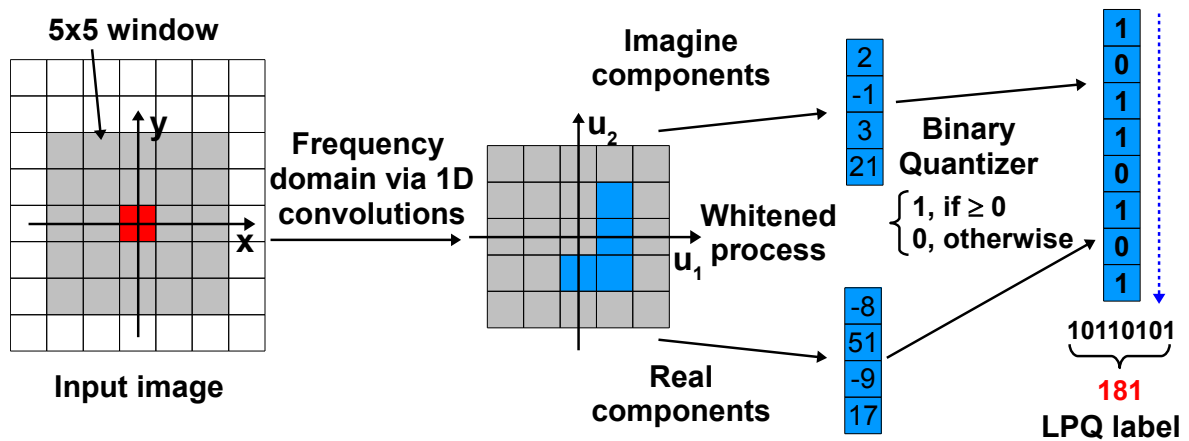 5x5 window
y
x
Input image
Frequency
domain via 1D
convolutions
u2
u1
Whitened
process
Imagine
components
2
-1
3
21
Real
components
-8
51
-9
17
Binary
Quantizer
1, if ≥ 0
0, otherwise
1
0
1
1
0
1
0
1
10110101
181
LPQ label